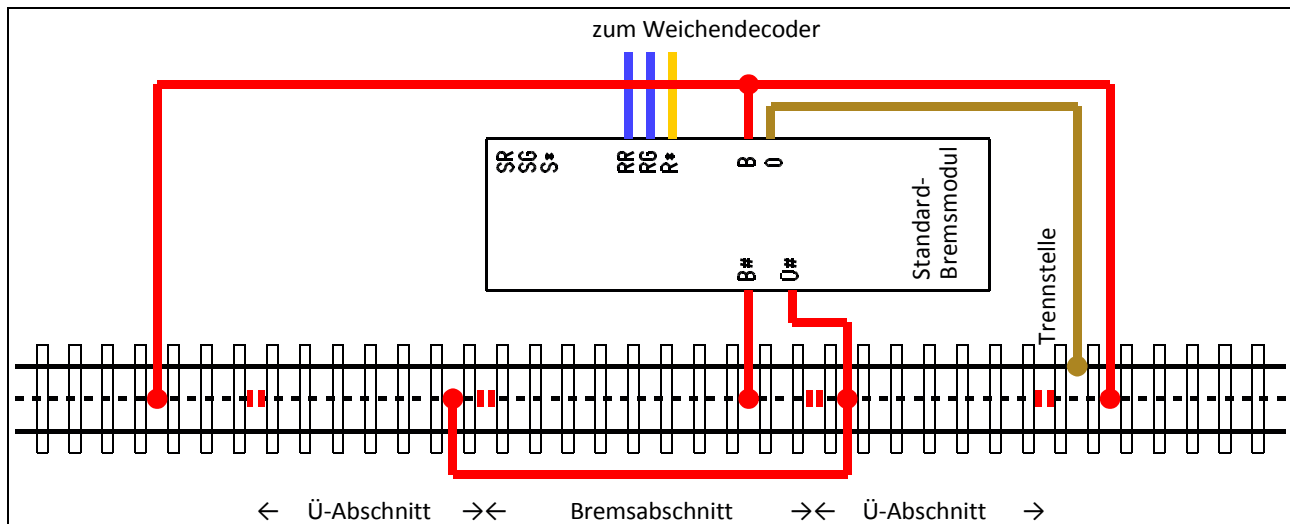 zum Weichendecoder
SR
SG
S*
RR
RG
R*
B
0
Standard-
Bremsmodul
B#
Ü#
Trennstelle
← Ü-Abschnitt →← Bremsabschnitt →← Ü-Abschnitt →